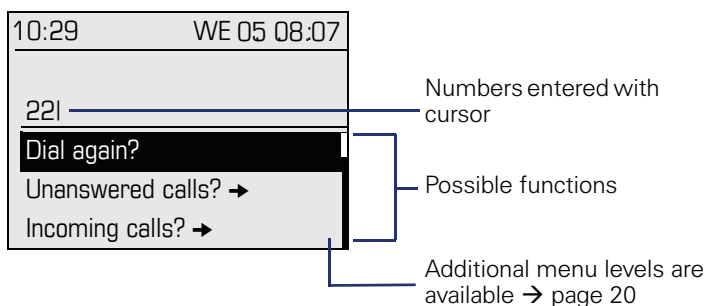 10:29 WE 05 08:07
22|
Numbers entered with
cursor
Dial again?
Unanswered calls? →
Incoming calls? →
Possible functions
Additional menu levels are
available → page 20